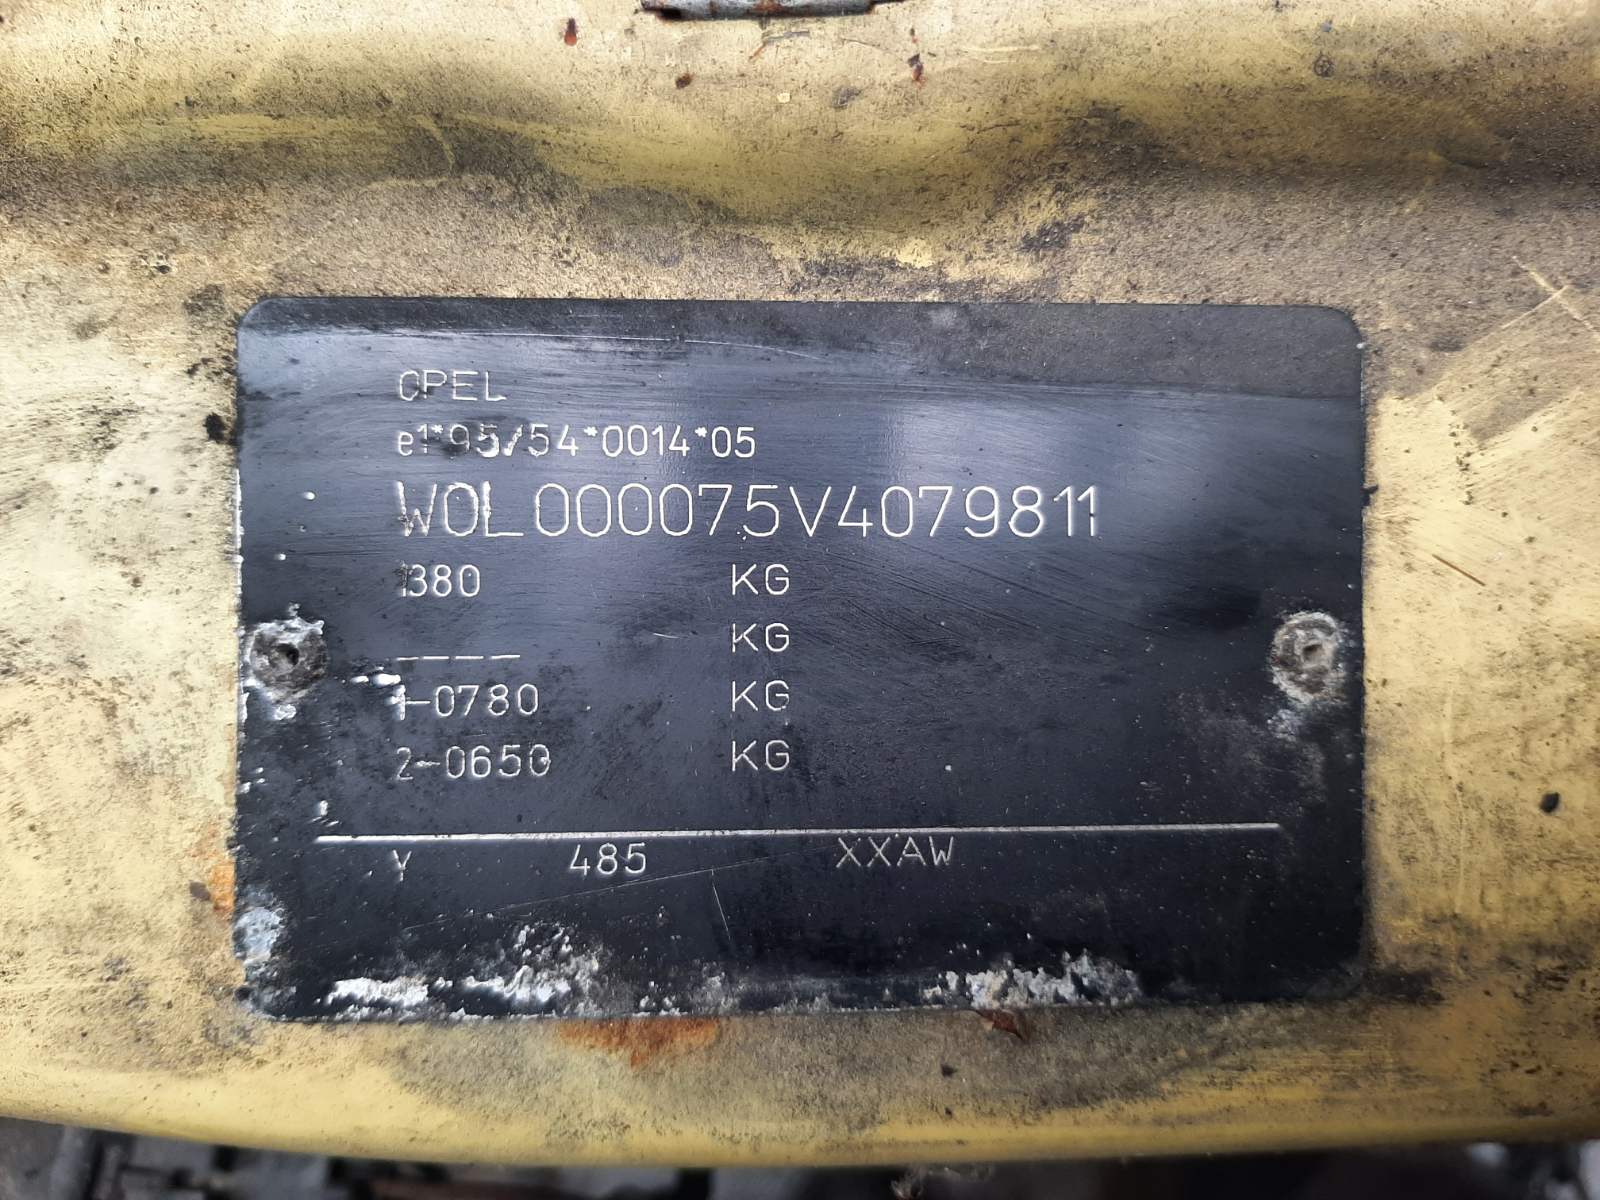 OPEL
e1*95/54*0014*05
W0L000075V4079811
1380 KG
____ KG
1-0780 KG
2-0650 KG
Y 485 XXAW